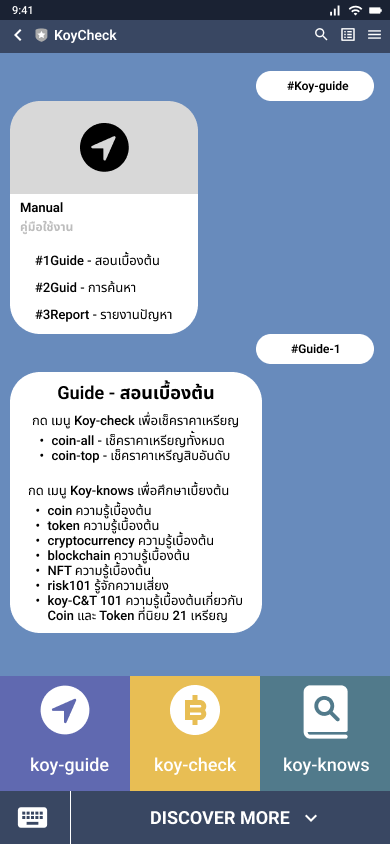 9:41
KoyCheck
#Koy-guide
Manual
คู่มือใช้งาน
#1Guide - สอนเบื้องต้น
#2Guid - การค้นหา
#3Report - รายงานปัญหา
#Guide-1
Guide - สอนเบื้องต้น
กด เมนู Koy-check เพื่อเช็คราคาเหรียญ
• coin-all - เช็คราคาเหรียญทั้งหมด
• coin-top - เช็คราคาเหรีญสิบอันดับ
กด เมนู Koy-knows เพื่อศึกษาเบี้ยงต้น
• coin ความรู้เบื้องต้น
• token ความรู้เบื้องต้น
• cryptocurrency ความรู้เบื้องต้น
• blockchain ความรู้เบื้องต้น
• NFT ความรู้เบื้องต้น
• risk101 รู้จักความเสี่ยง
• koy-C&T 101 ความรู้เบื้องต้นเกี่ยวกับ
Coin และ Token ที่นิยม 21 เหรียญ
koy-guide
koy-check
koy-knows
DISCOVER MORE